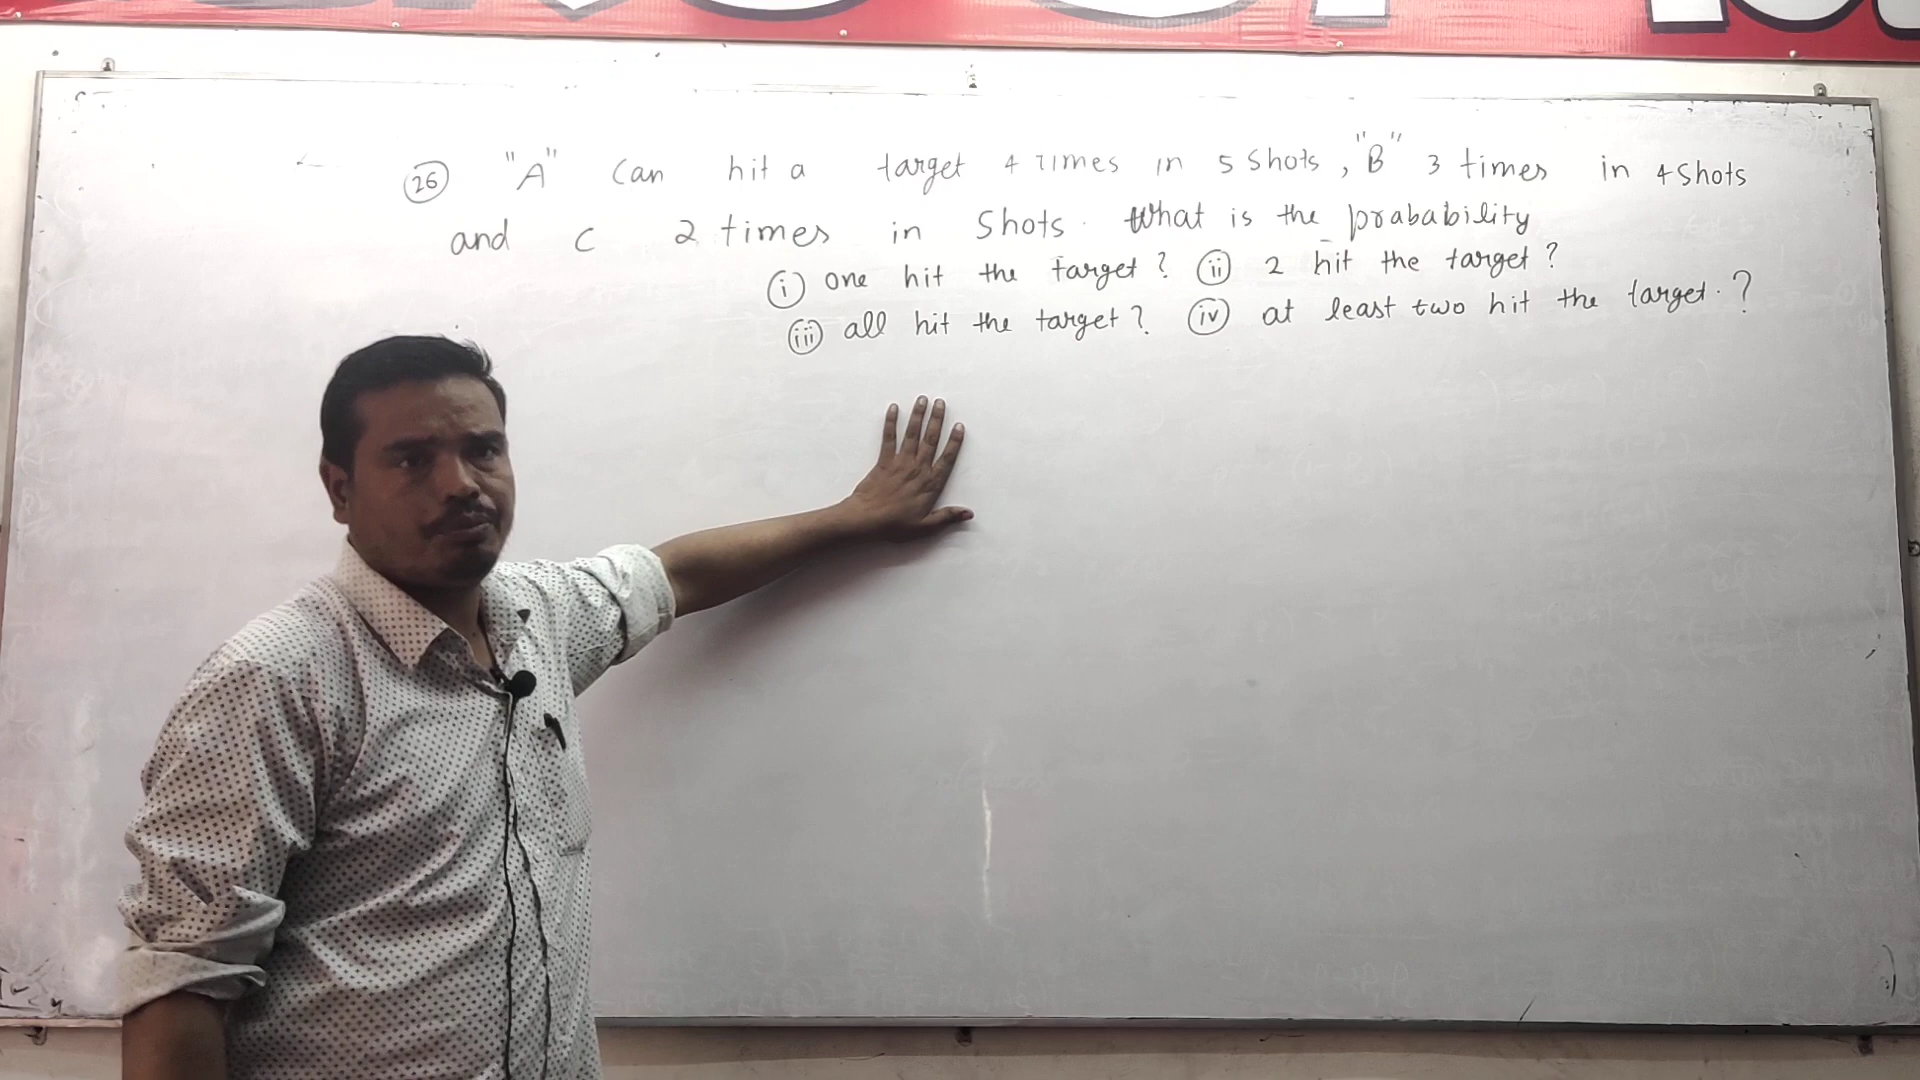 26 "A" Can hit a target 4 times in 5 shots, "B" 3 times in 4 shots
and C 2 times in Shots. What is the prabability
(i) one hit the target? (ii) 2 hit the target?
(iii) all hit the target? (iv) at least two hit the target.?